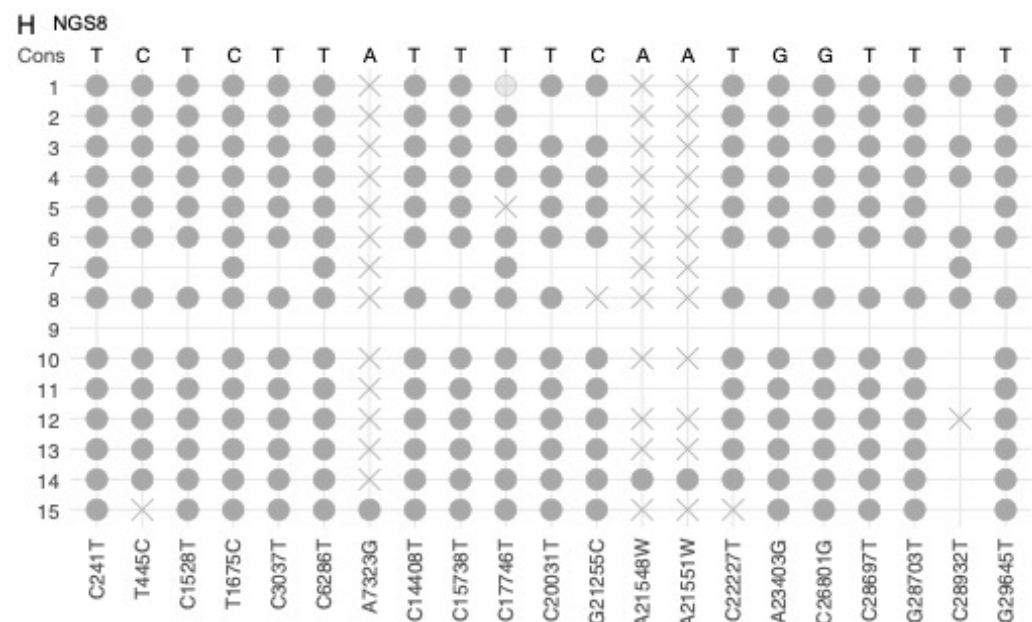 H NGS8
Cons T C T C T T A T T T T C A A T G G T T T T
1
2
3
4
5
6
7
8
9
10
11
12
13
14
15
C241T
T445C
C1528T
T1675C
C3037T
C6286T
A7323G
C14408T
C15738T
C17746T
C20031T
G21255C
A21548W
A21551W
C22227T
A23403G
C26801G
C28697T
G28703T
C28932T
G29645T